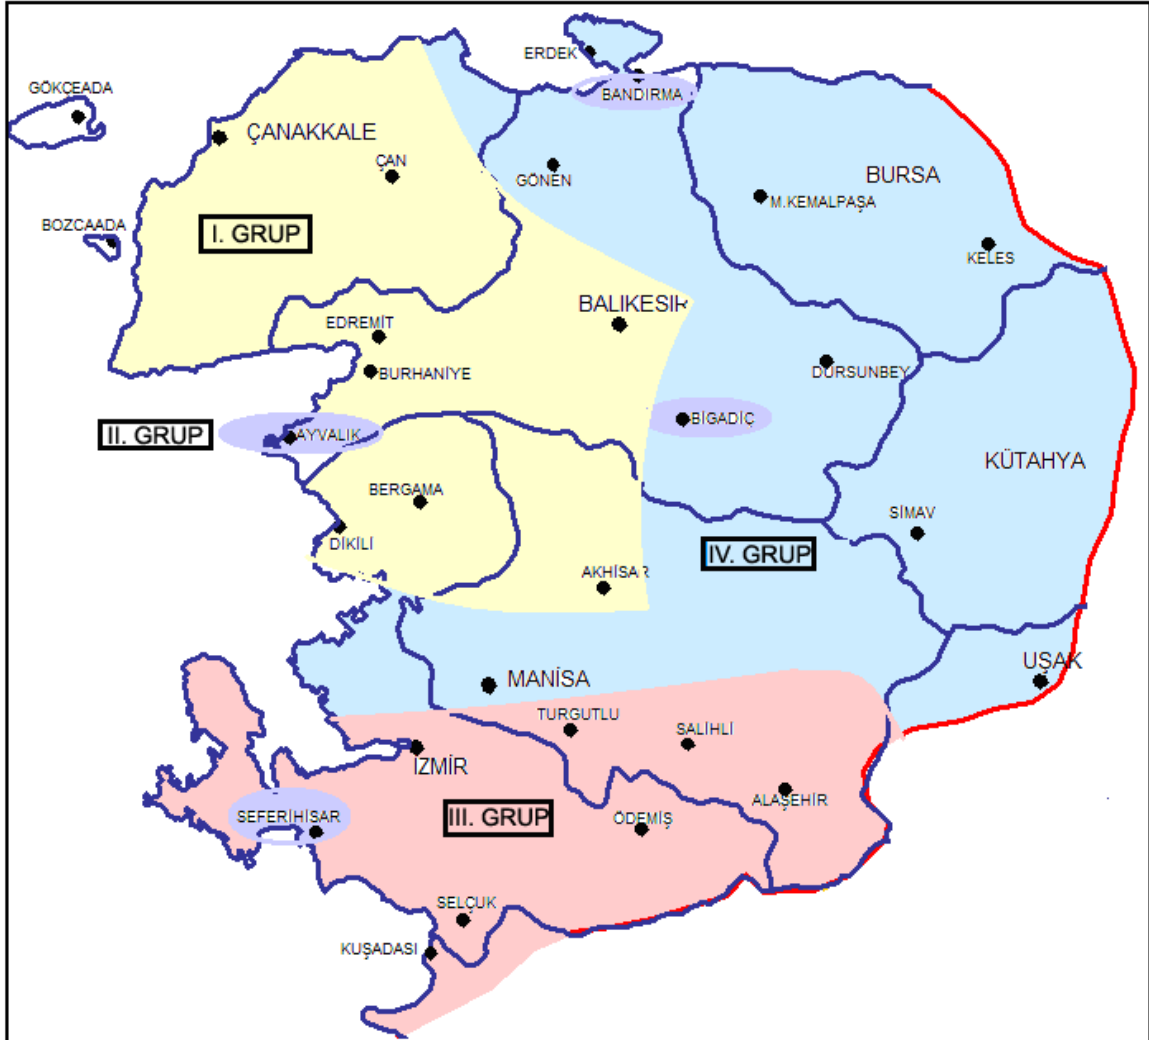 ERDEK
GÖKÇEADA
BANDIRMA
ÇANAKKALE
ÇAN
GÖNEN
BURSA
M.KEMALPAŞA
BOZCAADA
I. GRUP
KELES
BALIKESİR
EDREMİT
BURHANİYE
DURSUNBEY
BİGADİÇ
II. GRUP
AYVALIK
KÜTAHYA
BERGAMA
SİMAV
DİKİLİ
IV. GRUP
AKHİSAR
UŞAK
MANİSA
TURGUTLU
SALİHLİ
İZMİR
ALAŞEHİR
SEFERİHİSAR
III. GRUP
ÖDEMİŞ
SELÇUK
KUŞADASI